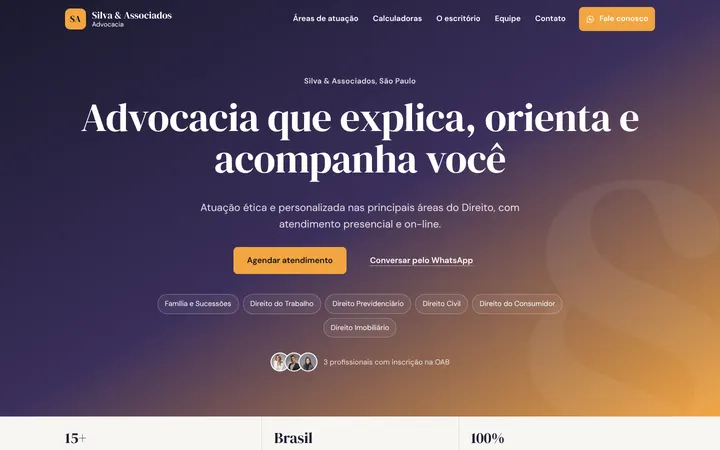 SA
Silva & Associados
Advocacia
Áreas de atuação
Calculadoras
O escritório
Equipe
Contato
Fale conosco
Silva & Associados, São Paulo
Advocacia que explica, orienta e
acompanha você
Atuação ética e personalizada nas principais áreas do Direito, com
atendimento presencial e on-line.
Agendar atendimento
Conversar pelo WhatsApp
Família e Sucessões
Direito do Trabalho
Direito Previdenciário
Direito Civil
Direito do Consumidor
Direito Imobiliário
3 profissionais com inscrição na OAB
15+
Brasil
100%